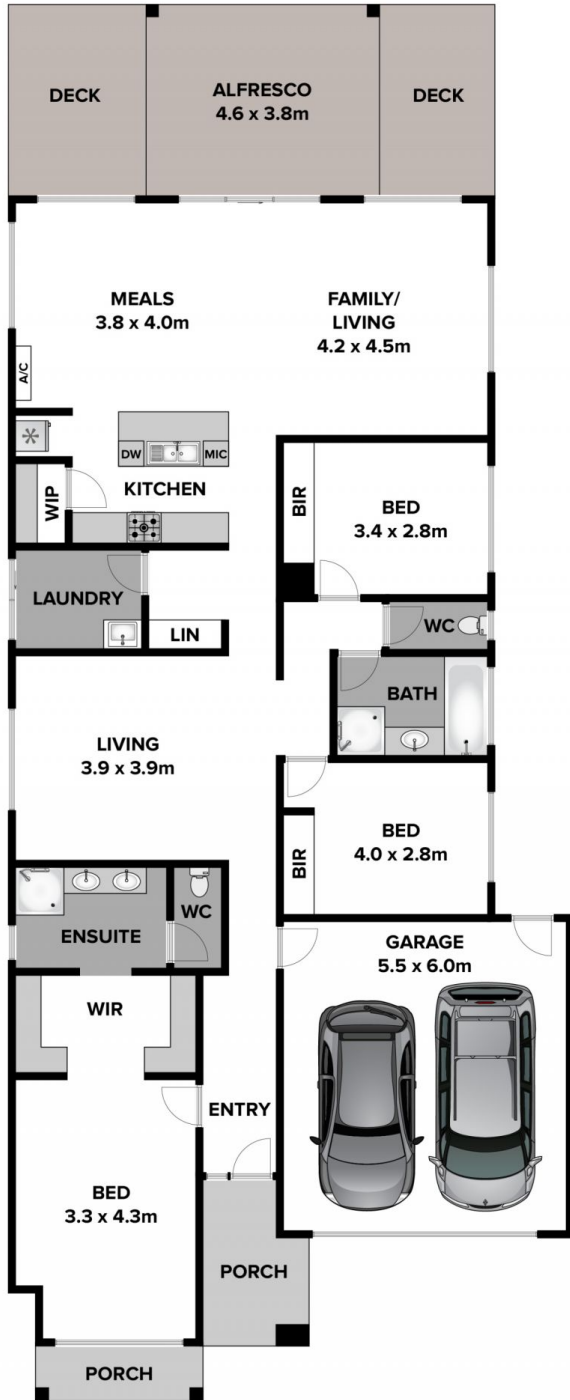 DECK
ALFRESCO
4.6 x 3.8m
DECK
MEALS
3.8 x 4.0m
FAMILY/
LIVING
4.2 x 4.5m
A/C
DW
MIC
KITCHEN
WIP
BIR
BED
3.4 x 2.8m
LAUNDRY
LIN
WC
BATH
LIVING
3.9 x 3.9m
BIR
BED
4.0 x 2.8m
ENSUITE
WC
GARAGE
5.5 x 6.0m
WIR
ENTRY
BED
3.3 x 4.3m
PORCH
PORCH